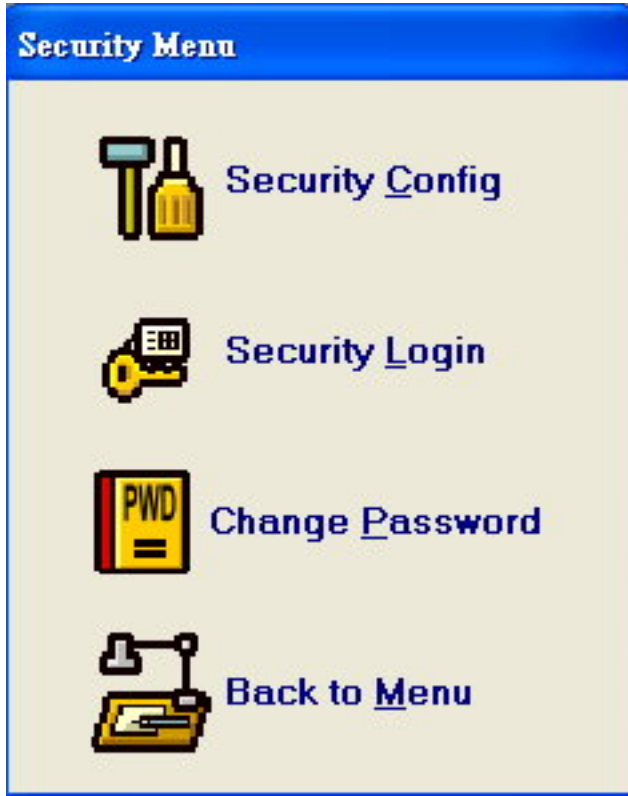 Security Menu
Security Config
Security Login
PWD
Change Password
Back to Menu